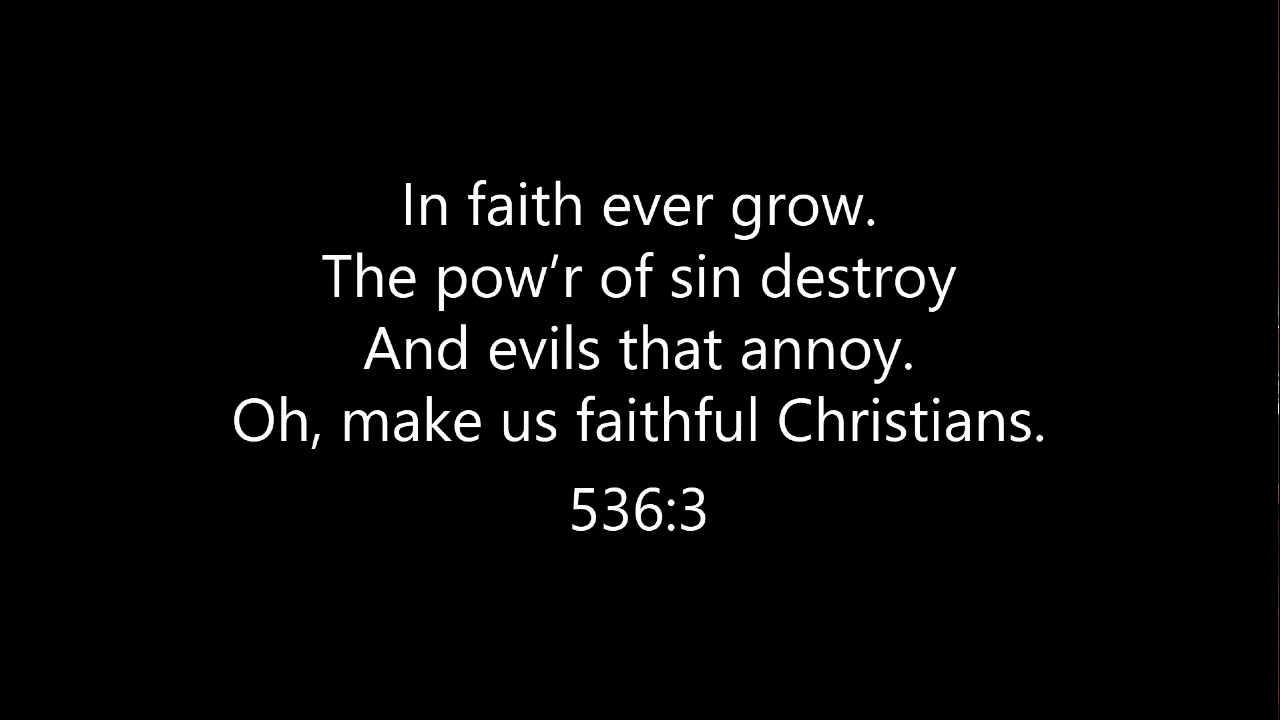 In faith ever grow.
The pow’r of sin destroy
And evils that annoy.
Oh, make us faithful Christians.
536:3